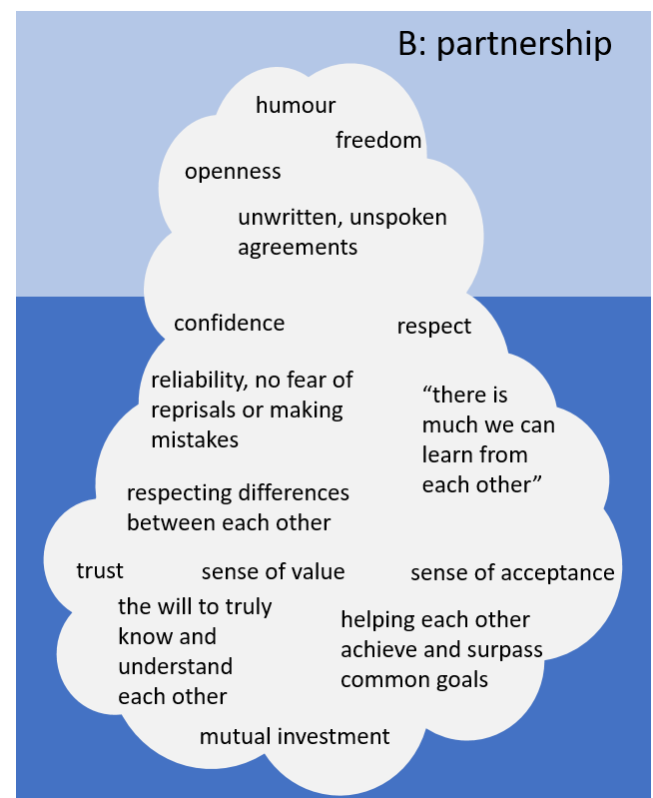 B: partnership
humour
freedom
openness
unwritten, unspoken
agreements
confidence
respect
reliability, no fear of
reprisals or making
mistakes
“there is
much we can
learn from
each other”
respecting differences
between each other
trust
sense of value
sense of acceptance
the will to truly
know and
understand
each other
helping each other
achieve and surpass
common goals
mutual investment